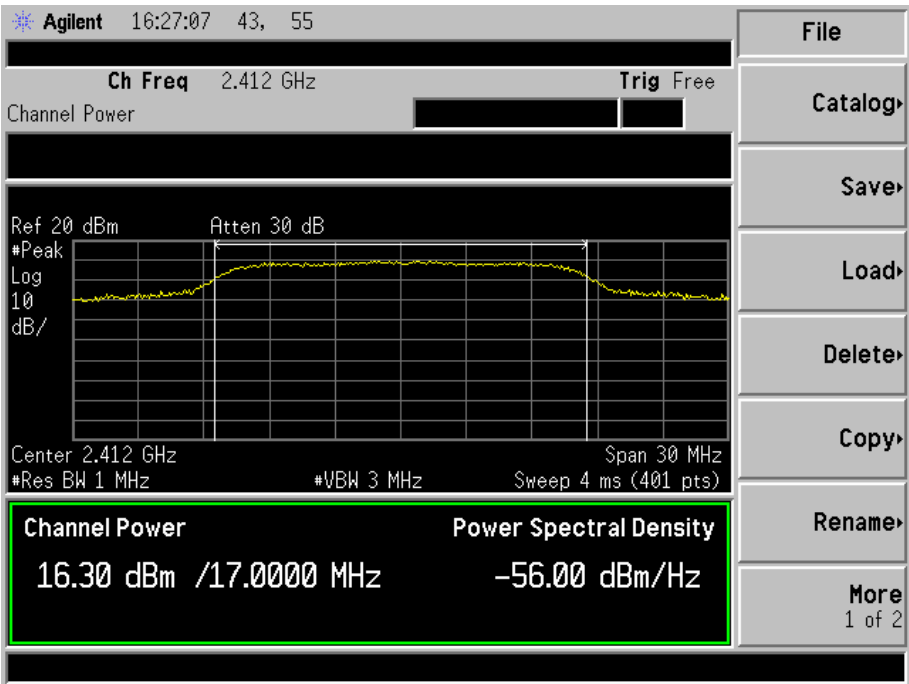 Agilent 16:27:07 43, 55
File
Ch Freq 2.412 GHz Trig Free
Channel Power
Catalog
Save
Ref 20 dBm Atten 30 dB
#Peak
Log
10
dB/
Load
Delete
Center 2.412 GHz Span 30 MHz
#Res BW 1 MHz #VBW 3 MHz Sweep 4 ms (401 pts)
Copy
Channel Power Power Spectral Density
16.30 dBm /17.0000 MHz -56.00 dBm/Hz
Rename
More
1 of 2